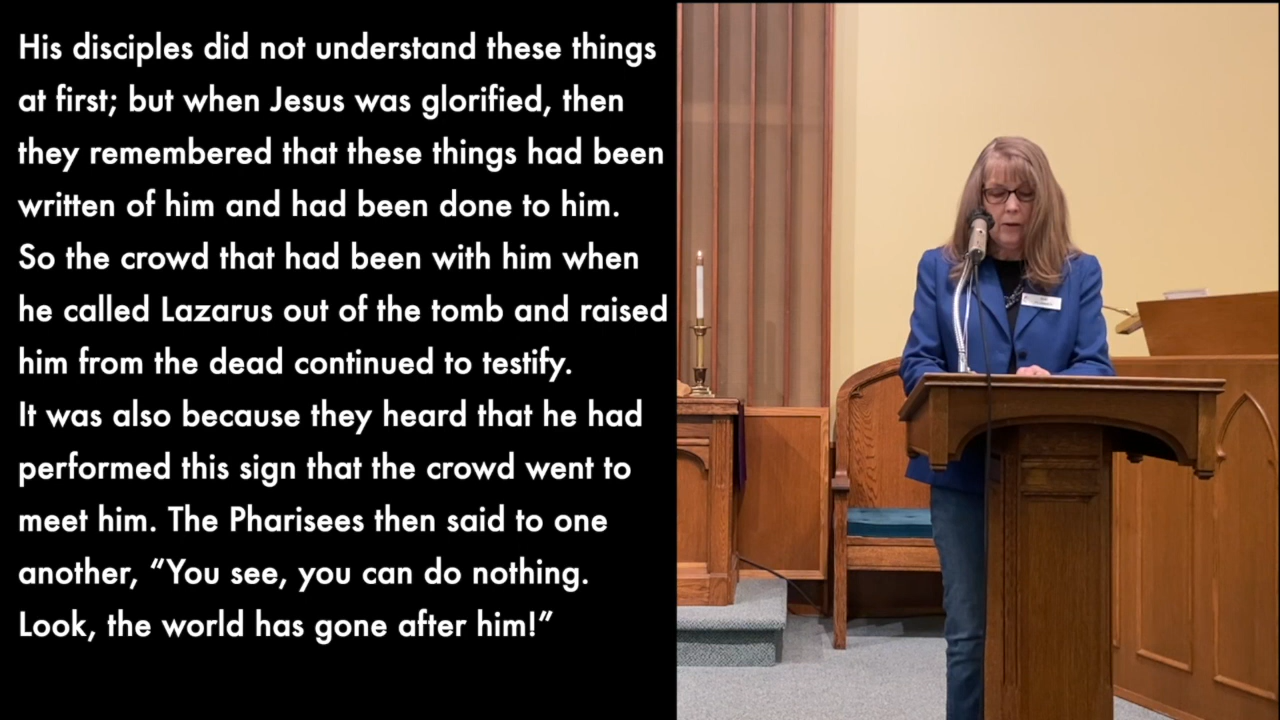 His disciples did not understand these things
at first; but when Jesus was glorified, then
they remembered that these things had been
written of him and had been done to him.
So the crowd that had been with him when
he called Lazarus out of the tomb and raised
him from the dead continued to testify.
It was also because they heard that he had
performed this sign that the crowd went to
meet him. The Pharisees then said to one
another, “You see, you can do nothing.
Look, the world has gone after him!”